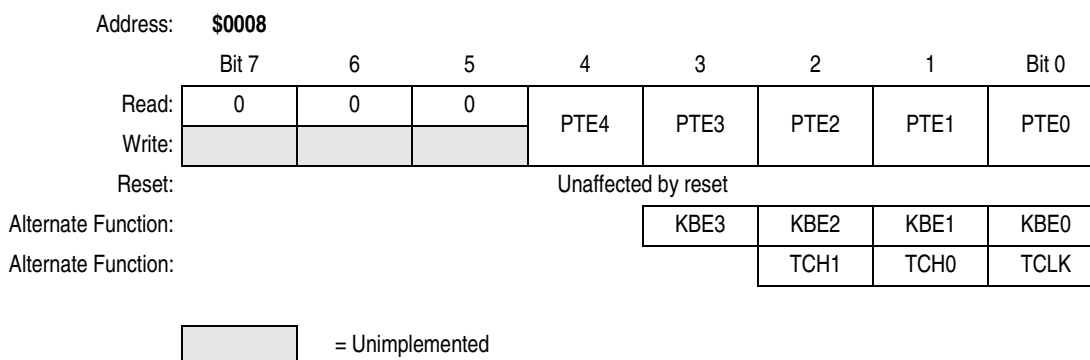 Address: $0008
Bit 7 6 5 4 3 2 1 Bit 0
Read: 0 0 0 PTE4 PTE3 PTE2 PTE1 PTE0
Write:
Reset: Unaffected by reset
Alternate Function: KBE3 KBE2 KBE1 KBE0
Alternate Function: TCH1 TCH0 TCLK
= Unimplemented